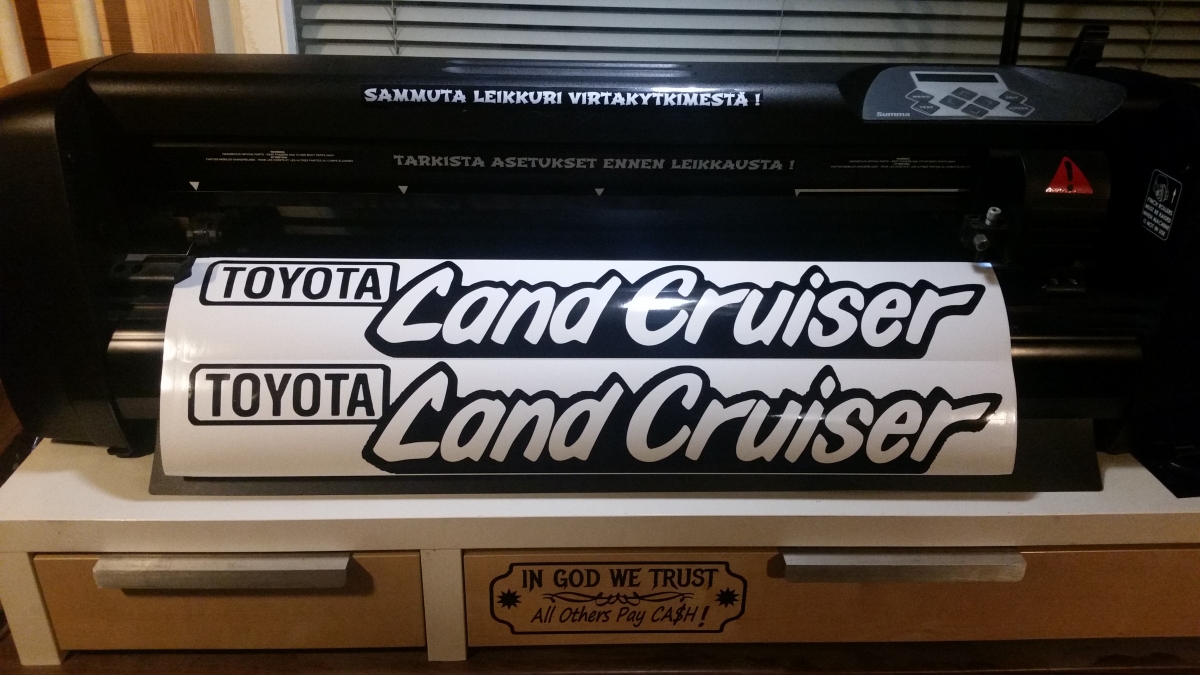 SAMMUTA LEIKKURI VIRTAKYTKIMESTÄ !
Summa
TARKISTA ASETUKSET ENNEN LEIKKAUSTA !
TOYOTA Land Cruiser
TOYOTA Land Cruiser
IN GOD WE TRUST
All Others Pay CA$H!